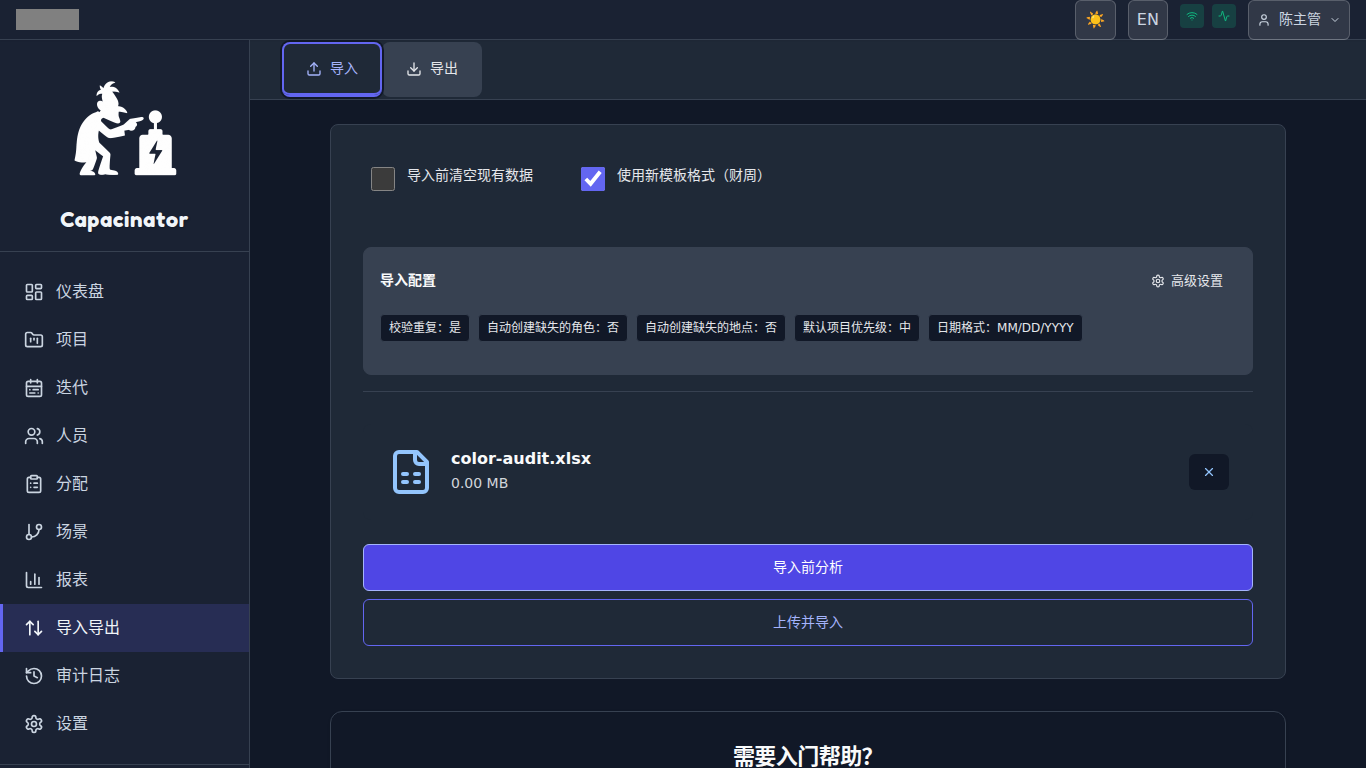 EN
陈主管
Capacinator
仪表盘
项目
迭代
人员
分配
场景
报表
导入导出
审计日志
设置
导入
导出
导入前清空现有数据
使用新模板格式（财周）
导入配置
高级设置
校验重复：是
自动创建缺失的角色：否
自动创建缺失的地点：否
默认项目优先级：中
日期格式：MM/DD/YYYY
color-audit.xlsx
0.00 MB
导入前分析
上传并导入
需要入门帮助？